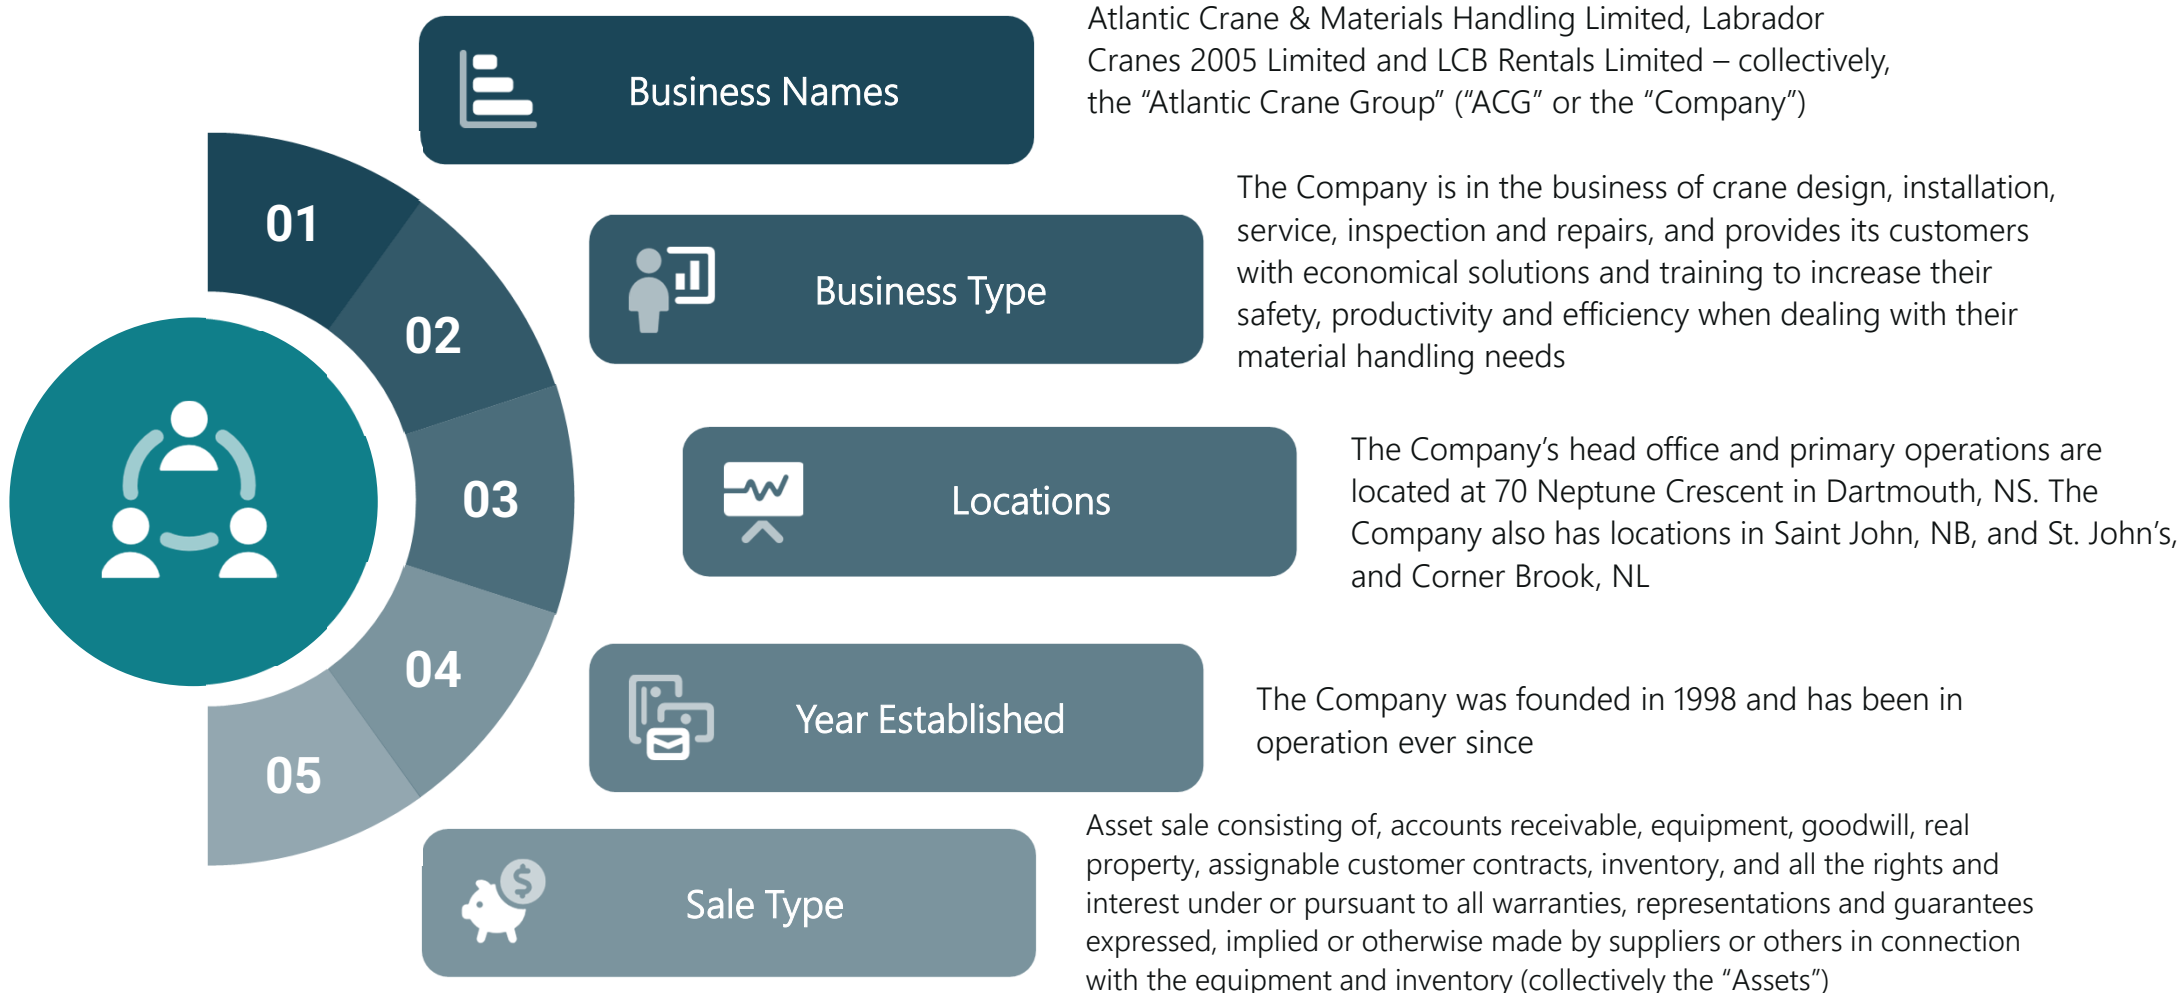 Business Names
Atlantic Crane & Materials Handling Limited, Labrador
Cranes 2005 Limited and LCB Rentals Limited – collectively,
the “Atlantic Crane Group” (“ACG” or the “Company”)
01
Business Type
The Company is in the business of crane design, installation,
service, inspection and repairs, and provides its customers
with economical solutions and training to increase their
safety, productivity and efficiency when dealing with their
material handling needs
02
Locations
The Company’s head office and primary operations are
located at 70 Neptune Crescent in Dartmouth, NS. The
Company also has locations in Saint John, NB, and St. John’s,
and Corner Brook, NL
03
Year Established
The Company was founded in 1998 and has been in
operation ever since
04
Sale Type
Asset sale consisting of, accounts receivable, equipment, goodwill, real
property, assignable customer contracts, inventory, and all the rights and
interest under or pursuant to all warranties, representations and guarantees
expressed, implied or otherwise made by suppliers or others in connection
with the equipment and inventory (collectively the “Assets”)
05
$